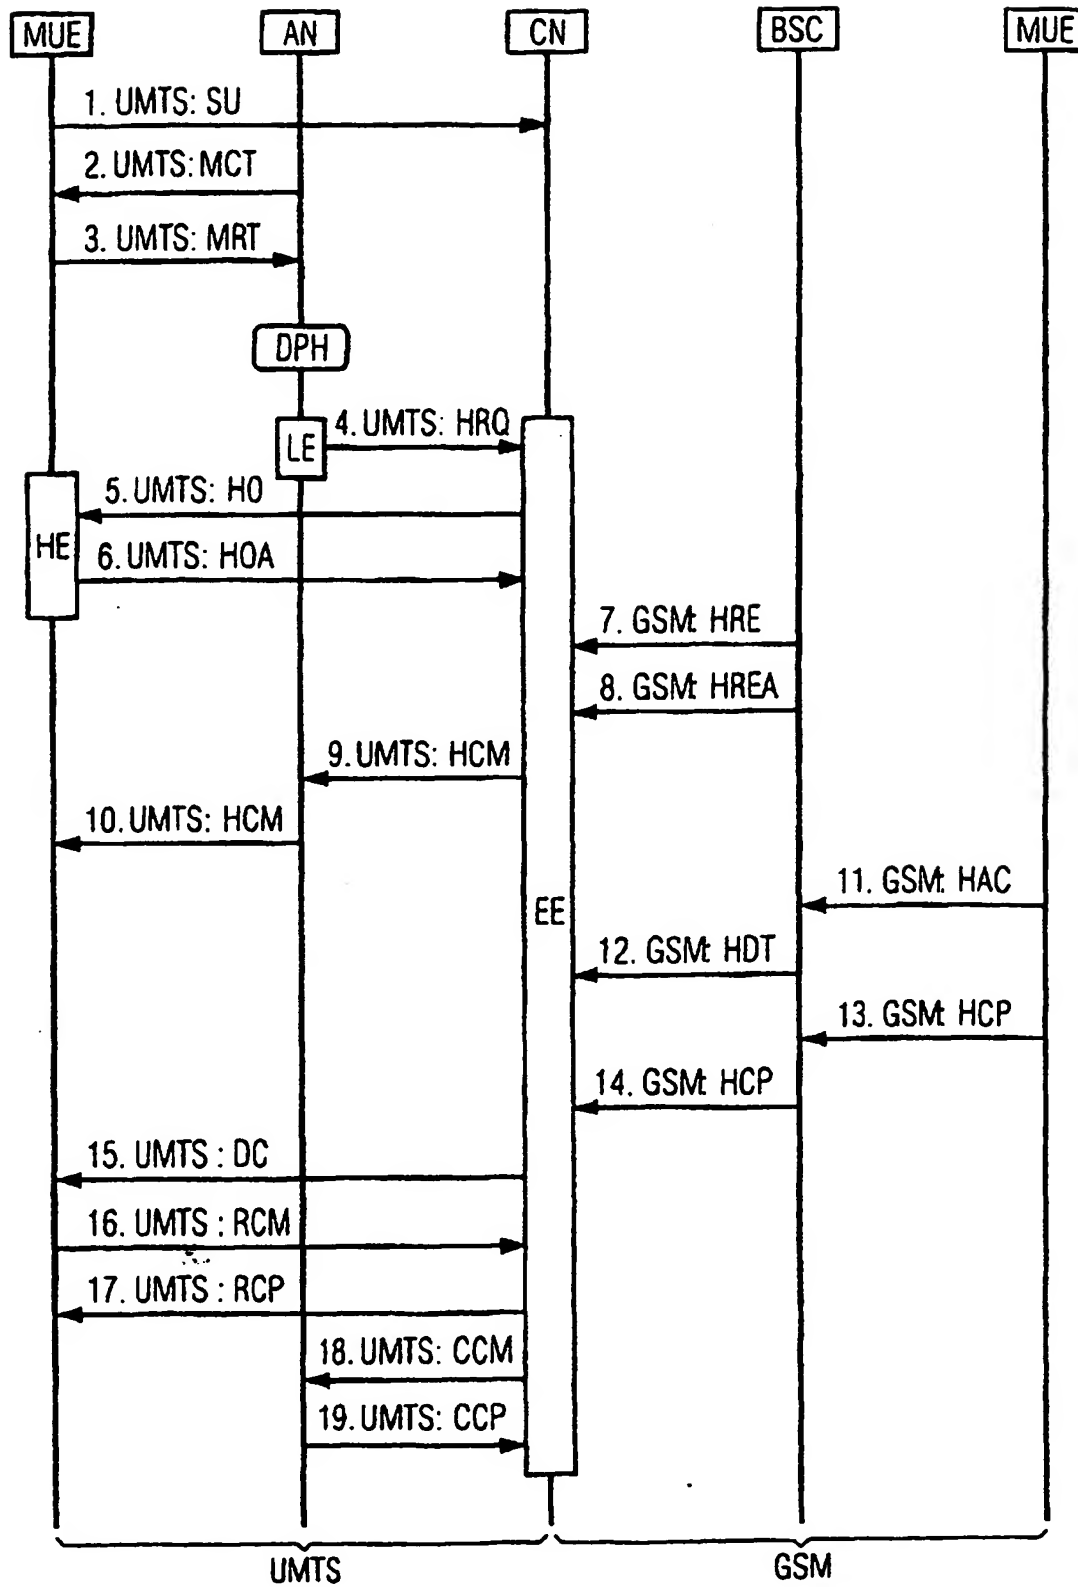 MUE AN CN BSC MUE
1. UMTS: SU
2. UMTS: MCT
3. UMTS: MRT
DPH
LE
4. UMTS: HRQ
5. UMTS: HO
HE
6. UMTS: HOA
7. GSM: HRE
8. GSM: HREA
9. UMTS: HCM
10. UMTS: HCM
11. GSM: HAC
EE
12. GSM: HDT
13. GSM: HCP
14. GSM: HCP
15. UMTS : DC
16. UMTS : RCM
17. UMTS : RCP
18. UMTS: CCM
19. UMTS: CCP
UMTS GSM